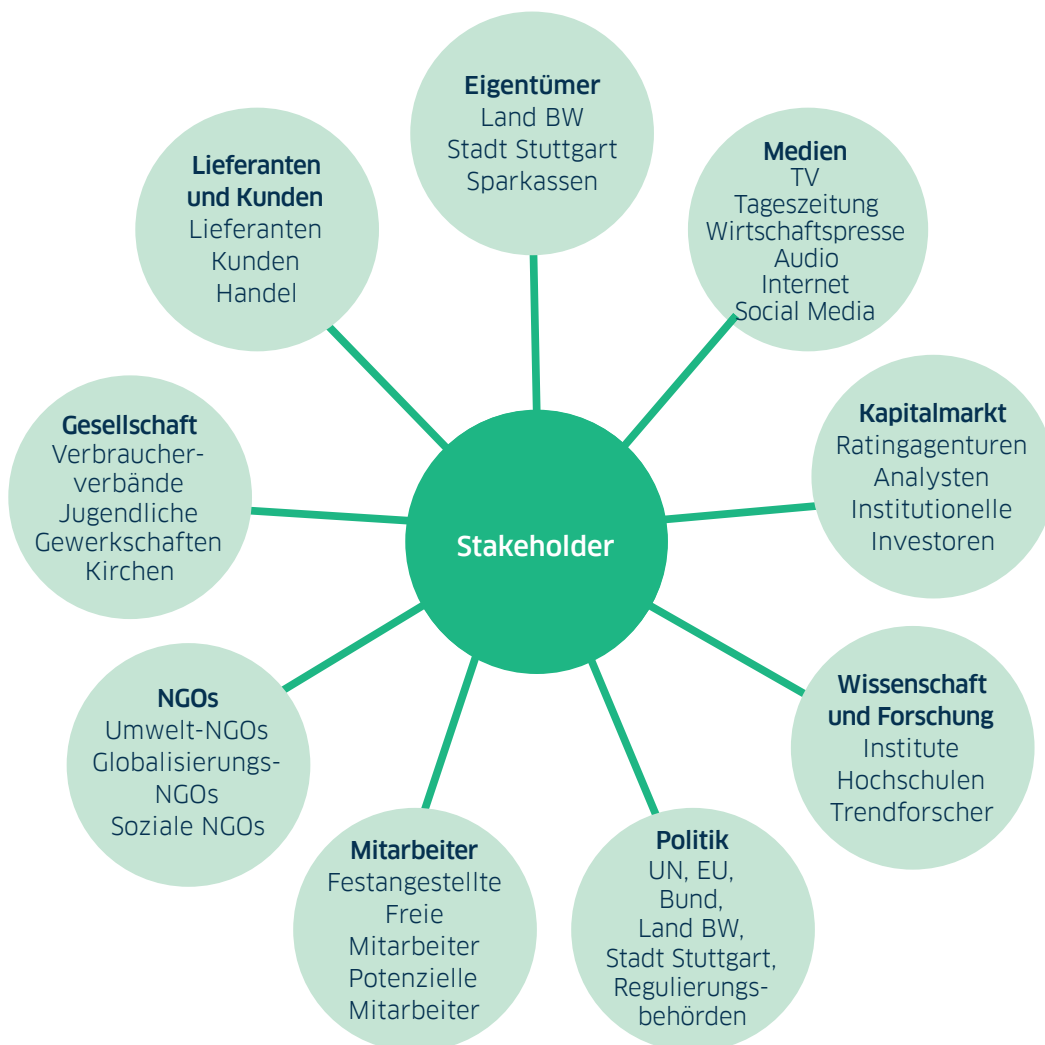 Eigentümer
Land BW
Stadt Stuttgart
Sparkassen
Medien
TV
Tageszeitung
Wirtschaftspresse
Audio
Internet
Social Media
Kapitalmarkt
Ratingagenturen
Analysten
Institutionelle
Investoren
Wissenschaft
und Forschung
Institute
Hochschulen
Trendforscher
Politik
UN, EU,
Bund,
Land BW,
Stadt Stuttgart,
Regulierungs-
behörden
Mitarbeiter
Festangestellte
Freie
Mitarbeiter
Potenzielle
Mitarbeiter
NGOs
Umwelt-NGOs
Globalisierungs-
NGOs
Soziale NGOs
Gesellschaft
Verbraucher-
verbände
Jugendliche
Gewerkschaften
Kirchen
Lieferanten
und Kunden
Lieferanten
Kunden
Handel
Stakeholder